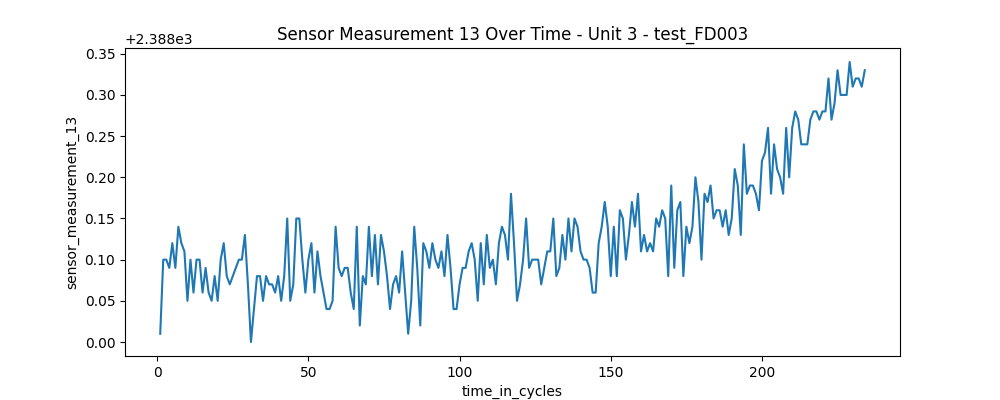 Sensor Measurement 13 Over Time - Unit 3 - test_FD003
+2.388e3
0.35
0.30
0.25
0.20
0.15
0.10
0.05
0.00
sensor_measurement_13
0 50 100 150 200
time_in_cycles